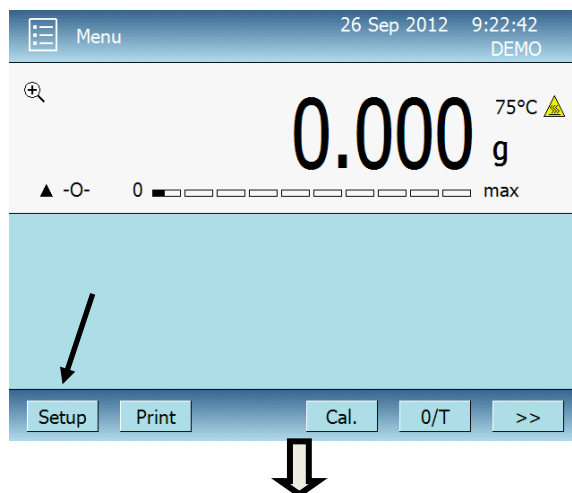 Menu 26 Sep 2012 9:22:42
DEMO
0.000 75°C
g
-O- 0 max
Setup Print Cal. 0/T >>